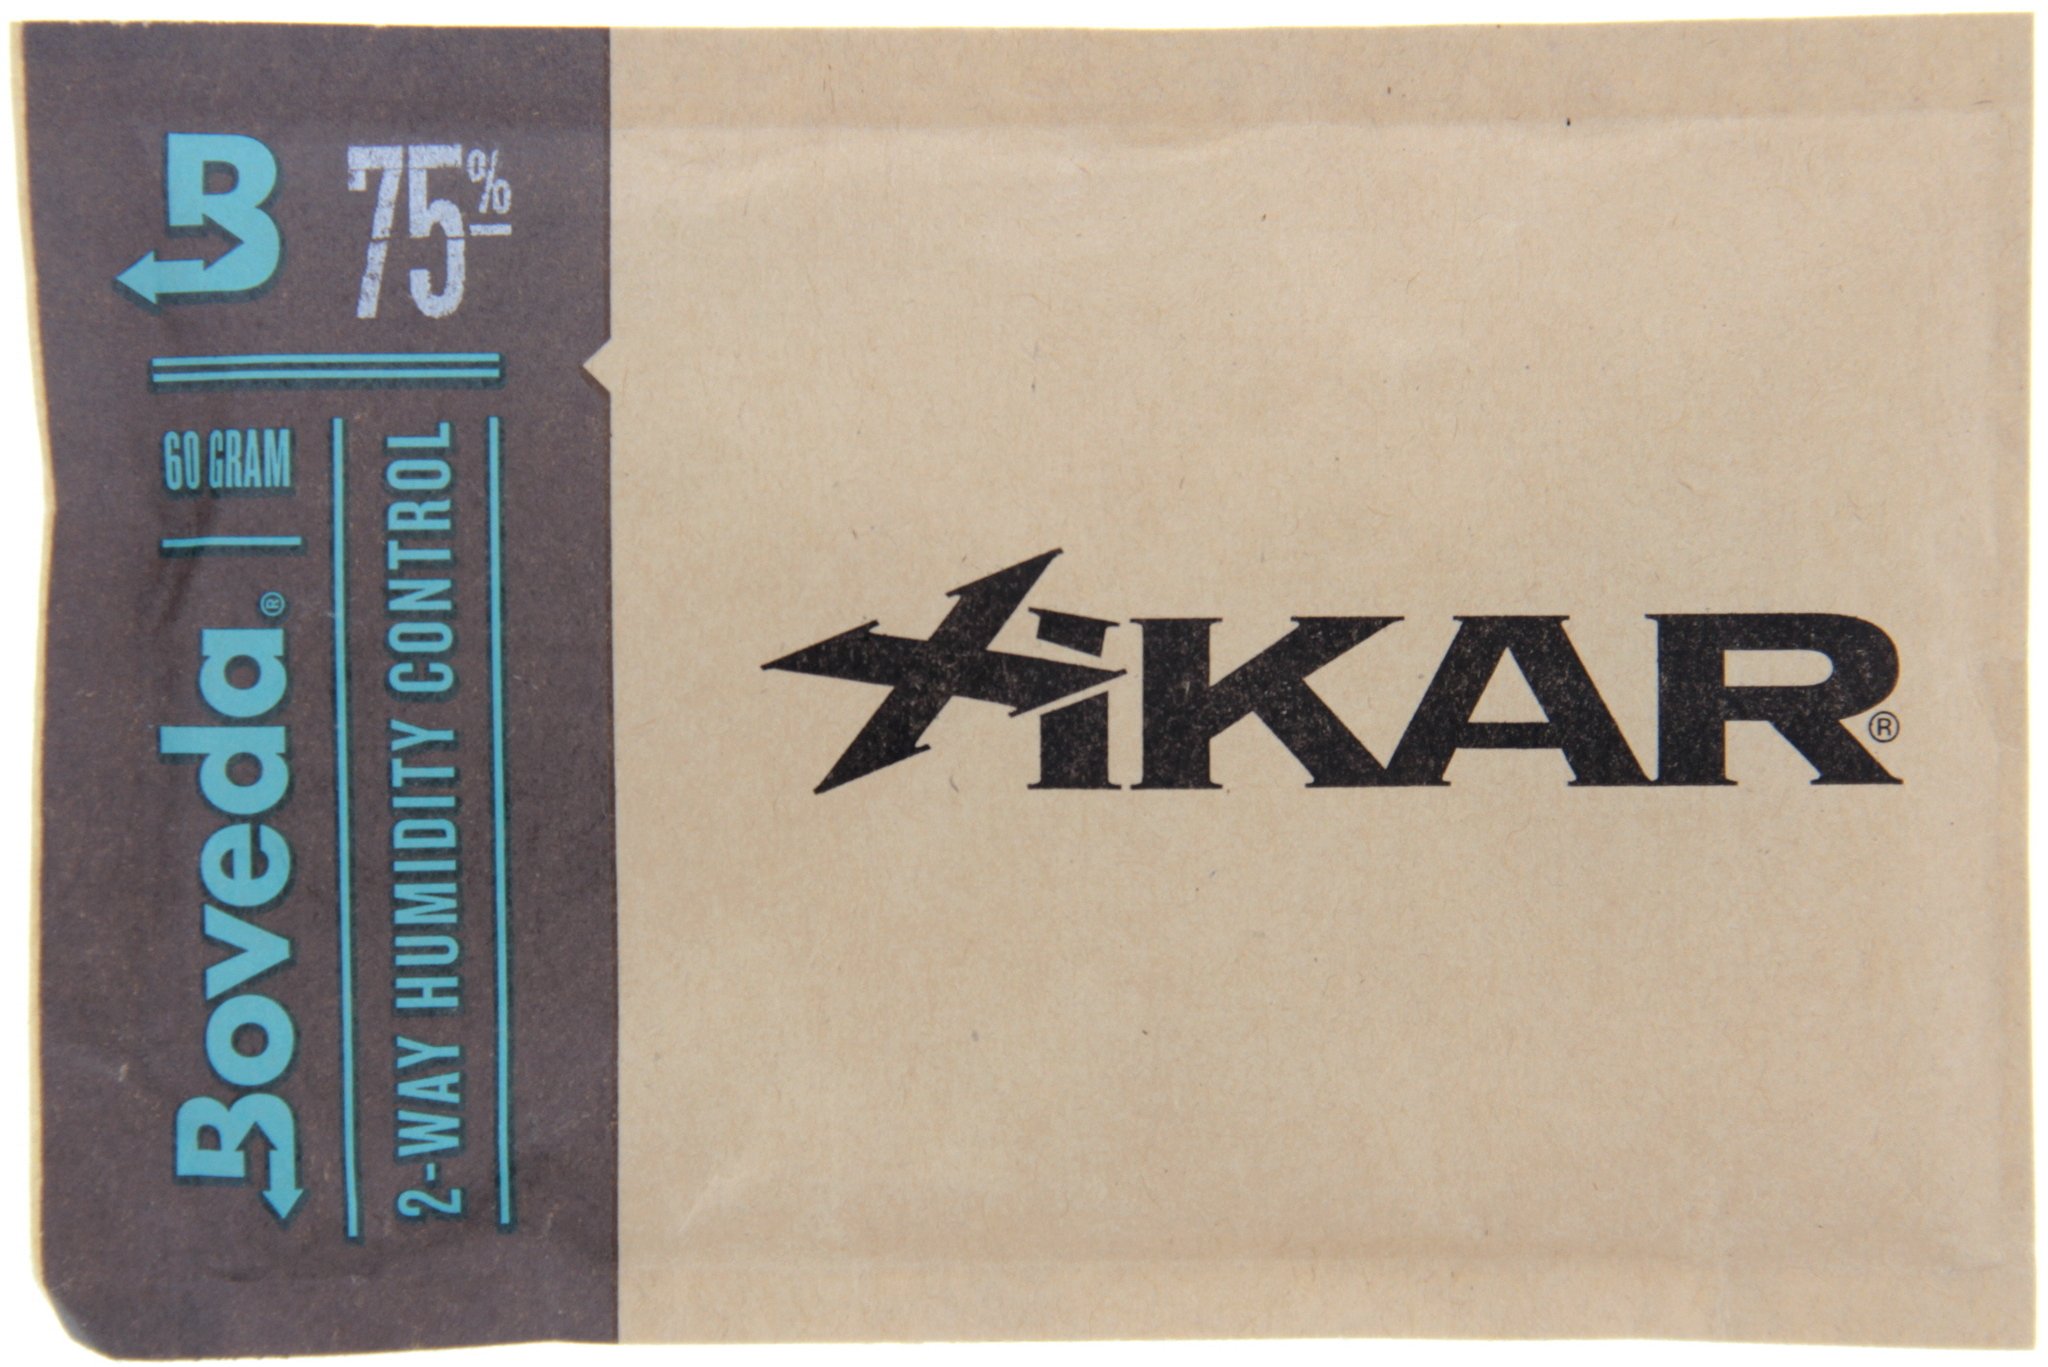 75%
Boveda® | 60 GRAM
2-WAY HUMIDITY CONTROL
XIKAR®